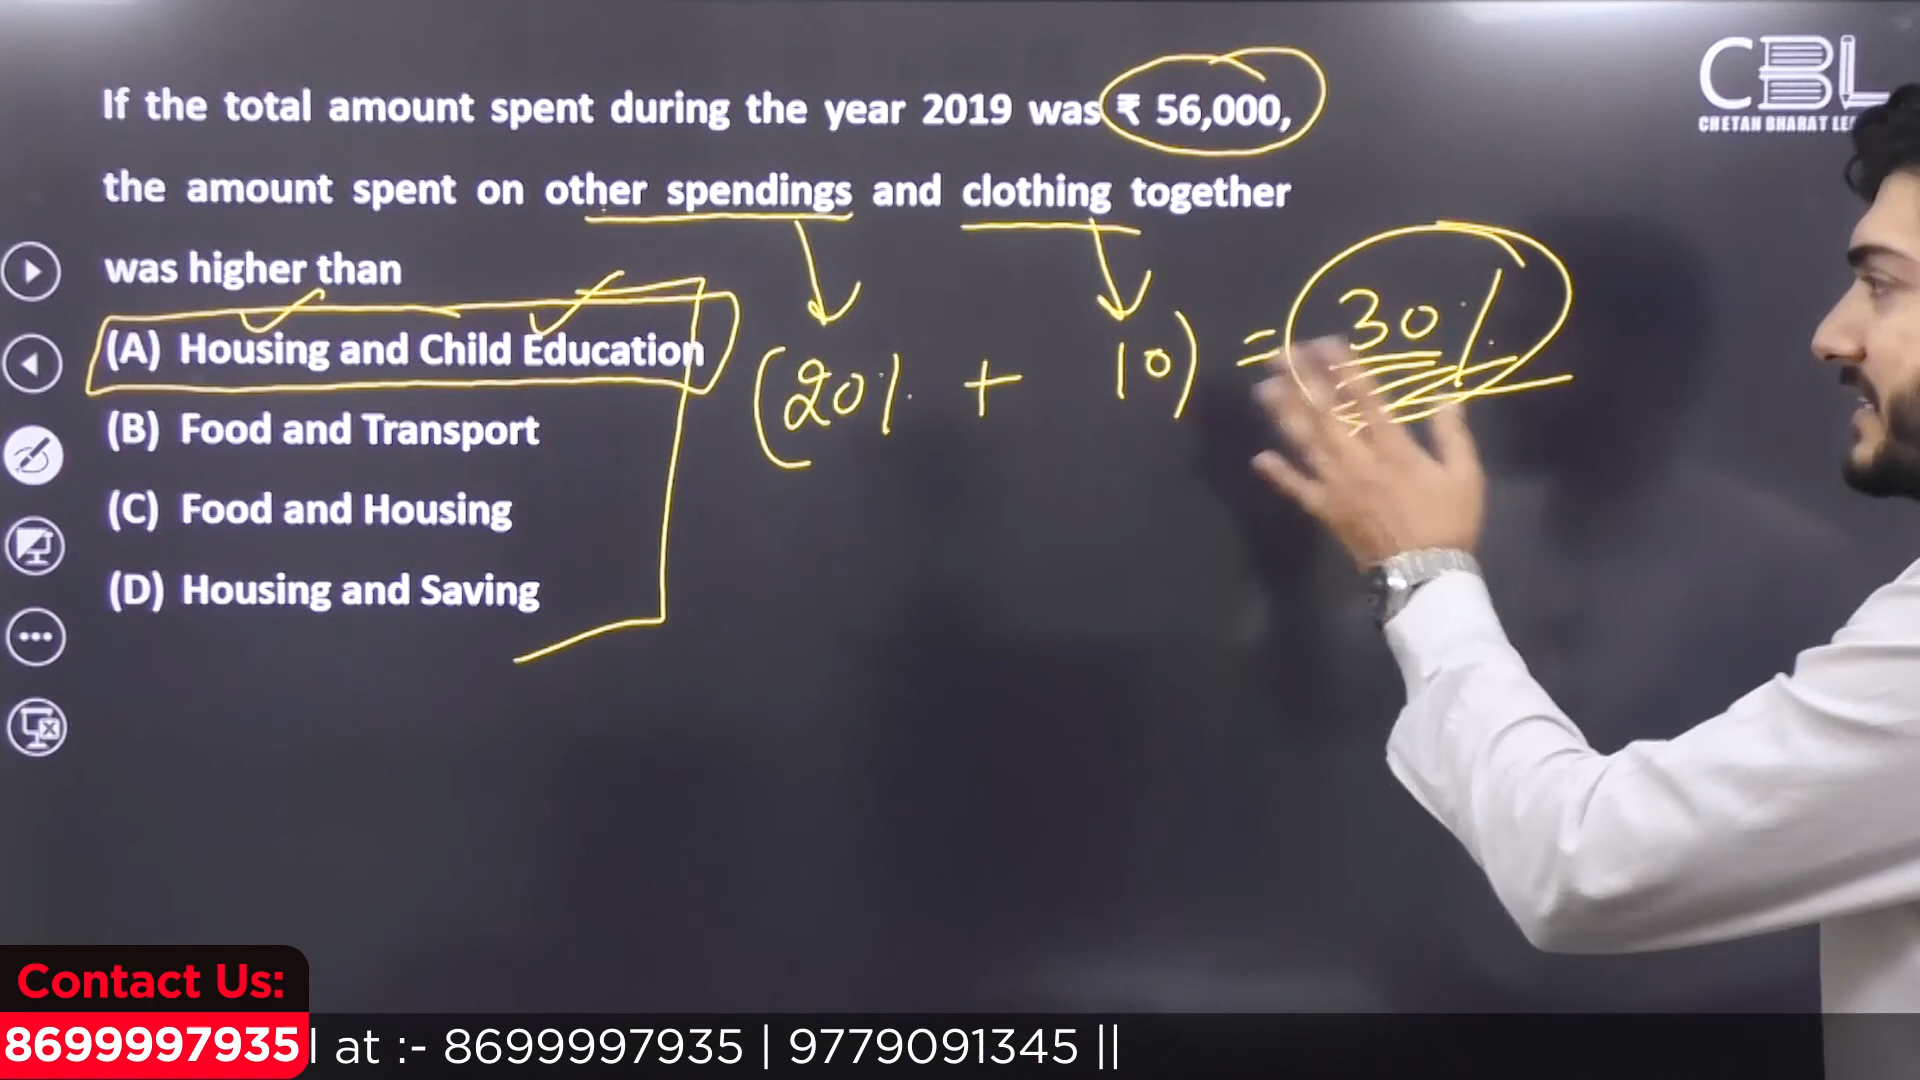 If the total amount spent during the year 2019 was ₹ 56,000,
the amount spent on other spendings and clothing together
was higher than
(A) Housing and Child Education
(B) Food and Transport
(C) Food and Housing
(D) Housing and Saving
(20% + 10) = 30%
CBL
CHETAN BHARAT
Contact Us:
8699997935
at :- 8699997935 | 9779091345 ||